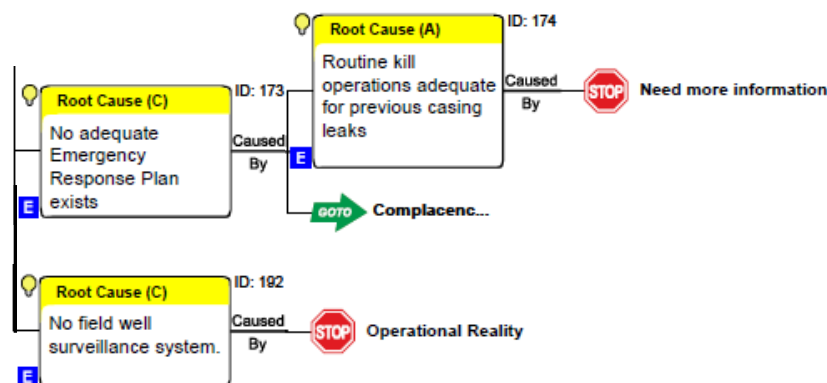 Root Cause (A)
ID: 174
Routine kill
operations adequate
for previous casing
leaks
Caused
By
STOP
Need more information
E
Root Cause (C)
ID: 173
No adequate
Emergency
Response Plan
exists
Caused
By
E
GOTO
Complacenc...
Root Cause (C)
ID: 192
No field well
surveillance system.
Caused
By
STOP
Operational Reality
E